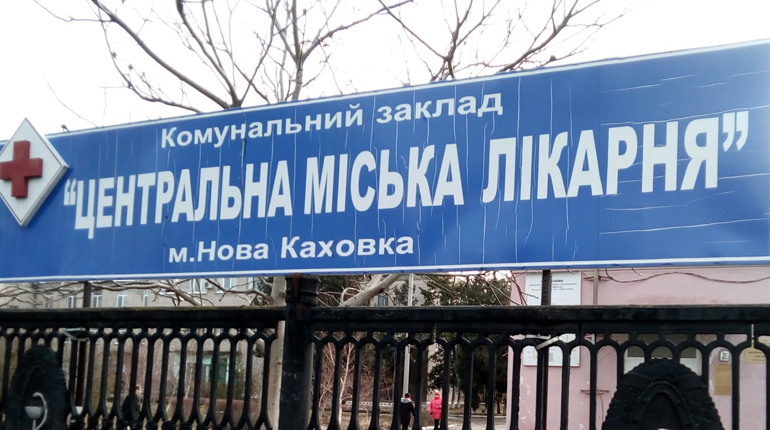 Комунальний заклад
“ЦЕНТРАЛЬНА МІСЬКА ЛІКАРНЯ”
м.Нова Каховка